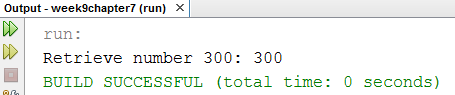 Output - week9chapter7 (run) ×
run:
Retrieve number 300: 300
BUILD SUCCESSFUL (total time: 0 seconds)